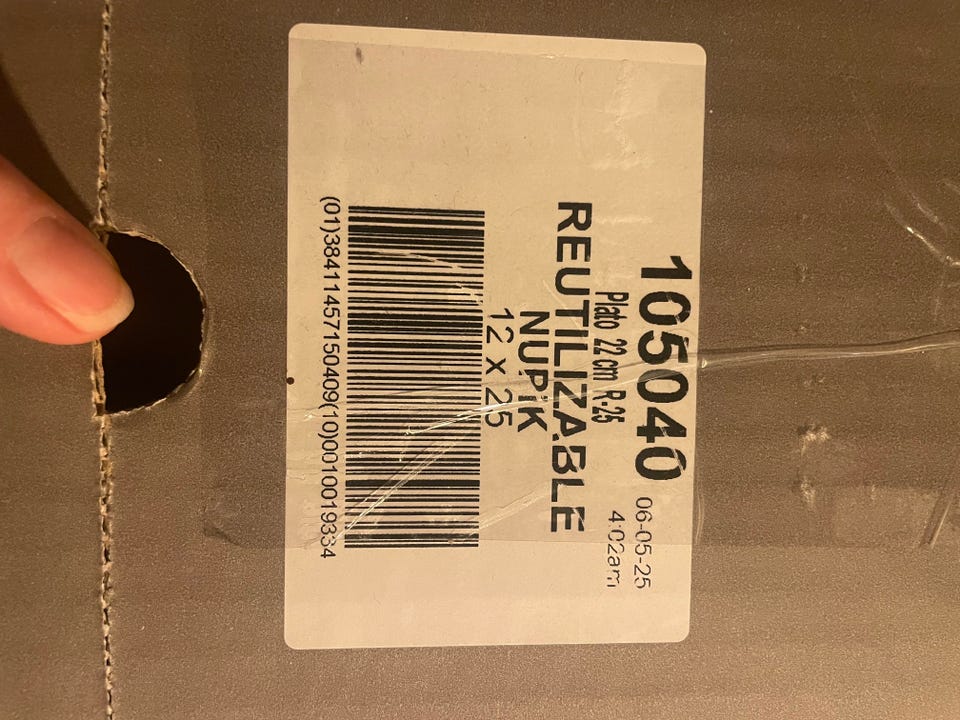 105040 06-05-25
Plato 22 cm R-25 4:02am
REUTILIZABLE
NUPIK
12 x 25
(01)38411457150409(10)0010019334